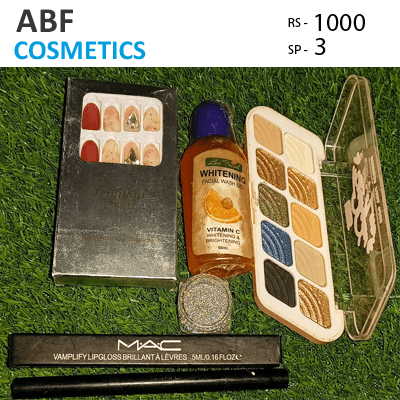 ABF
COSMETICS
RS - 1000
SP - 3
WHITENING
FACIAL WASH
VITAMIN C
WHITENING &
BRIGHTENING
50ml
MAC
VAMPLIFY LIPGLOSS BRILLANT À LÈVRES .5ML/0.16 FLOZ